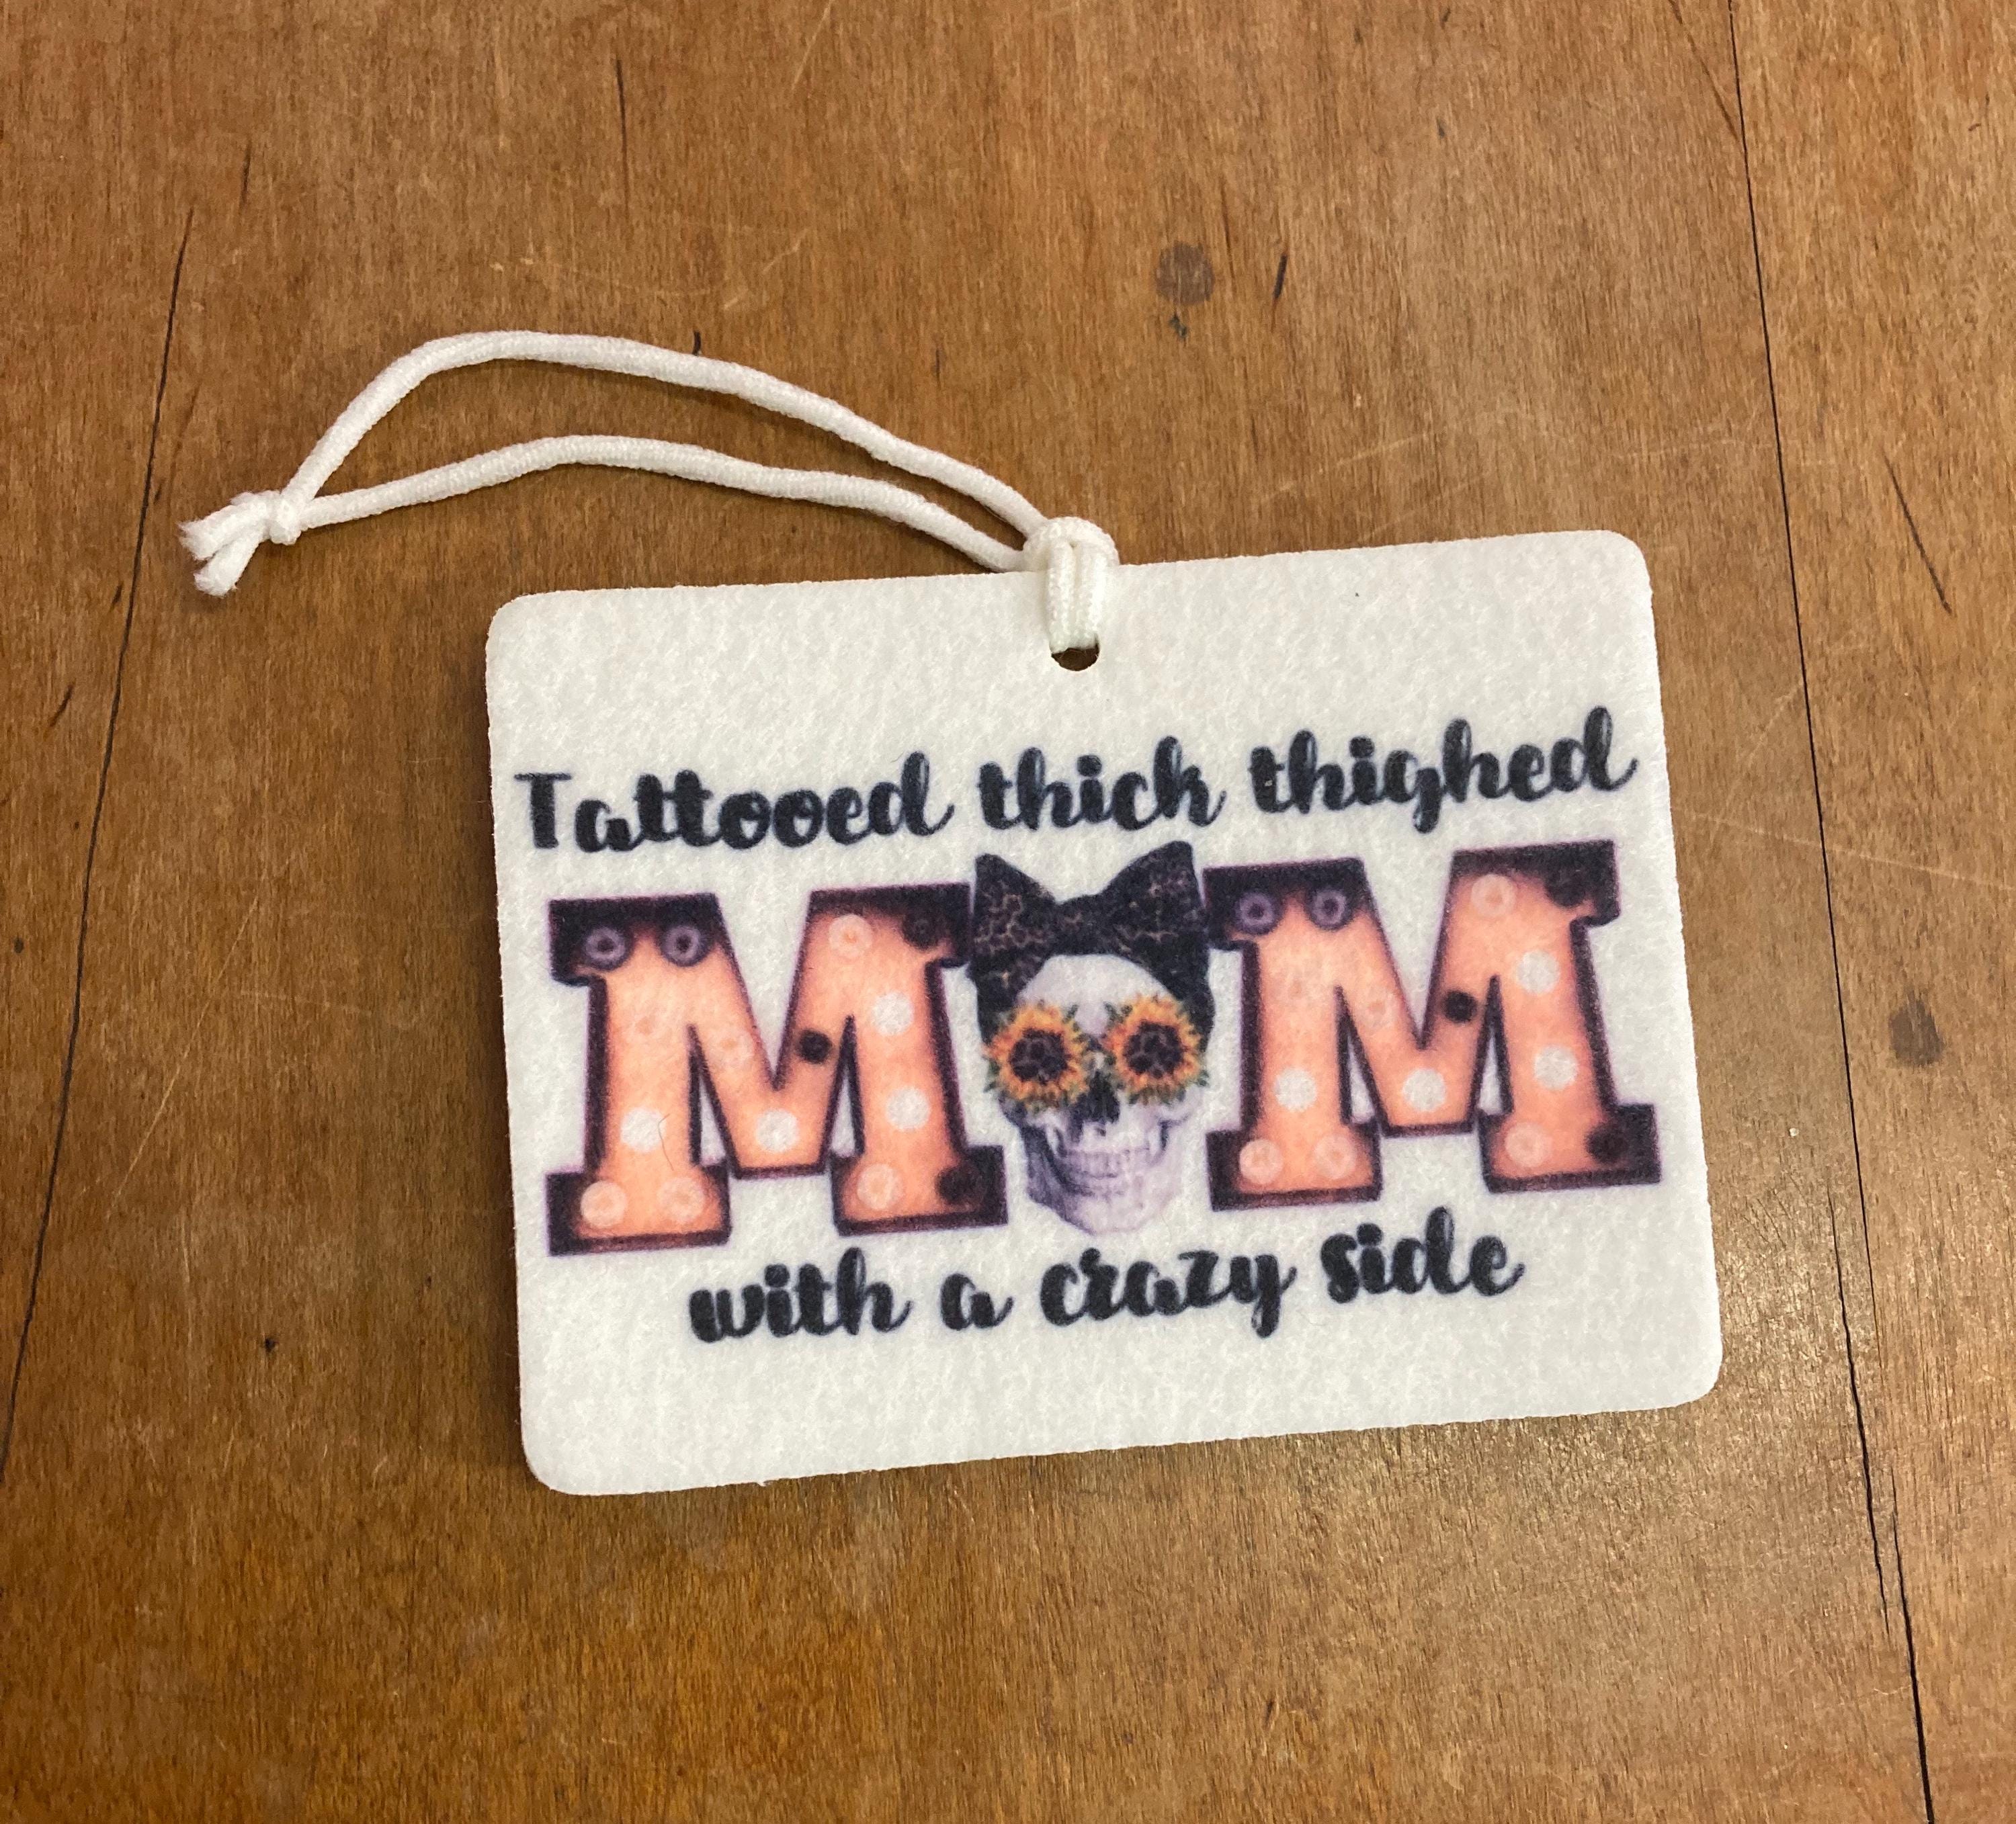 Tattooed thick thighed
MOM
with a crazy side